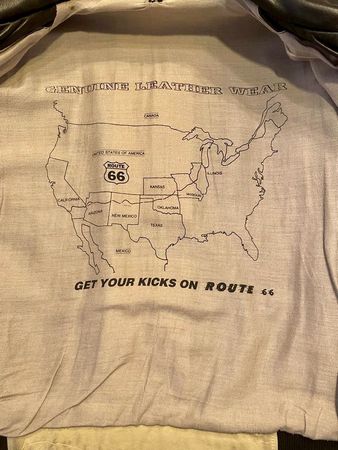 GENUINE LEATHER WEAR
CANADA
UNITED STATES OF AMERICA
ROUTE
66
ILLINOIS
KANSAS
MISSOURI
CALIFORNIA
ARIZONA
NEW MEXICO
OKLAHOMA
TEXAS
MEXICO
GET YOUR KICKS ON ROUTE 66